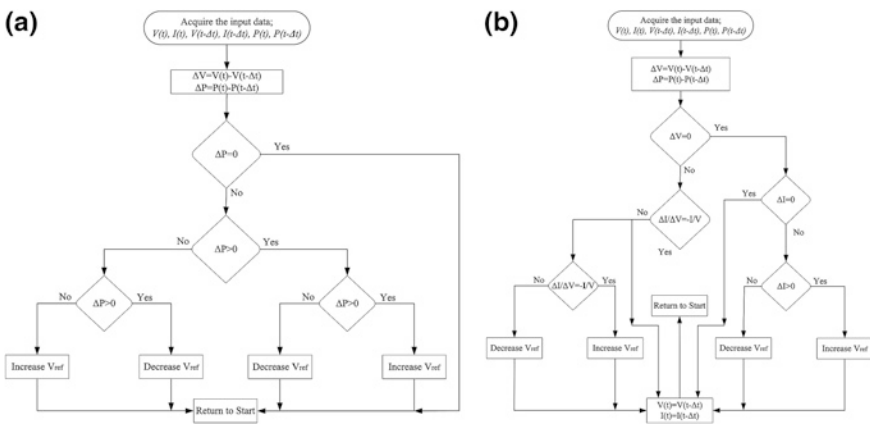 (a)
Acquire the input data;
V(t), I(t), V(t-Δt), I(t-Δt), P(t), P(t-Δt)
ΔV=V(t)-V(t-Δt)
ΔP=P(t)-P(t-Δt)
ΔP=0
Yes
No
ΔP>0
No
Yes
ΔP>0
No
Yes
ΔP>0
No
Yes
Increase Vref
Decrease Vref
Decrease Vref
Increase Vref
Return to Start
(b)
Acquire the input data;
V(t), I(t), V(t-Δt), I(t-Δt), P(t), P(t-Δt)
ΔV=V(t)-V(t-Δt)
ΔP=P(t)-P(t-Δt)
ΔV=0
Yes
No
ΔI/ΔV=-I/V
No
Yes
Yes
ΔI=0
No
ΔI/ΔV=-I/V
No
Yes
Return to Start
ΔI>0
No
Yes
Decrease Vref
Increase Vref
Decrease Vref
Increase Vref
V(t)=V(t-Δt)
I(t)=I(t-Δt)